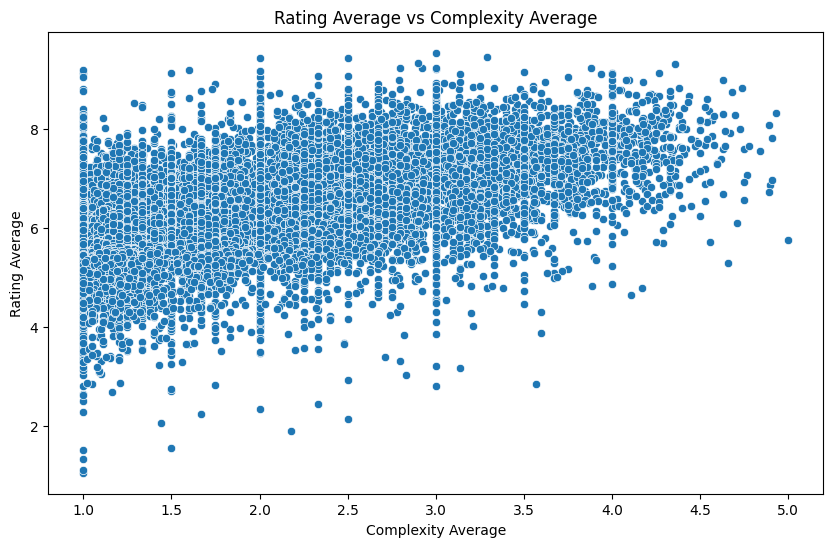 Rating Average vs Complexity Average
Rating Average
8
6
4
2
1.0 1.5 2.0 2.5 3.0 3.5 4.0 4.5 5.0
Complexity Average